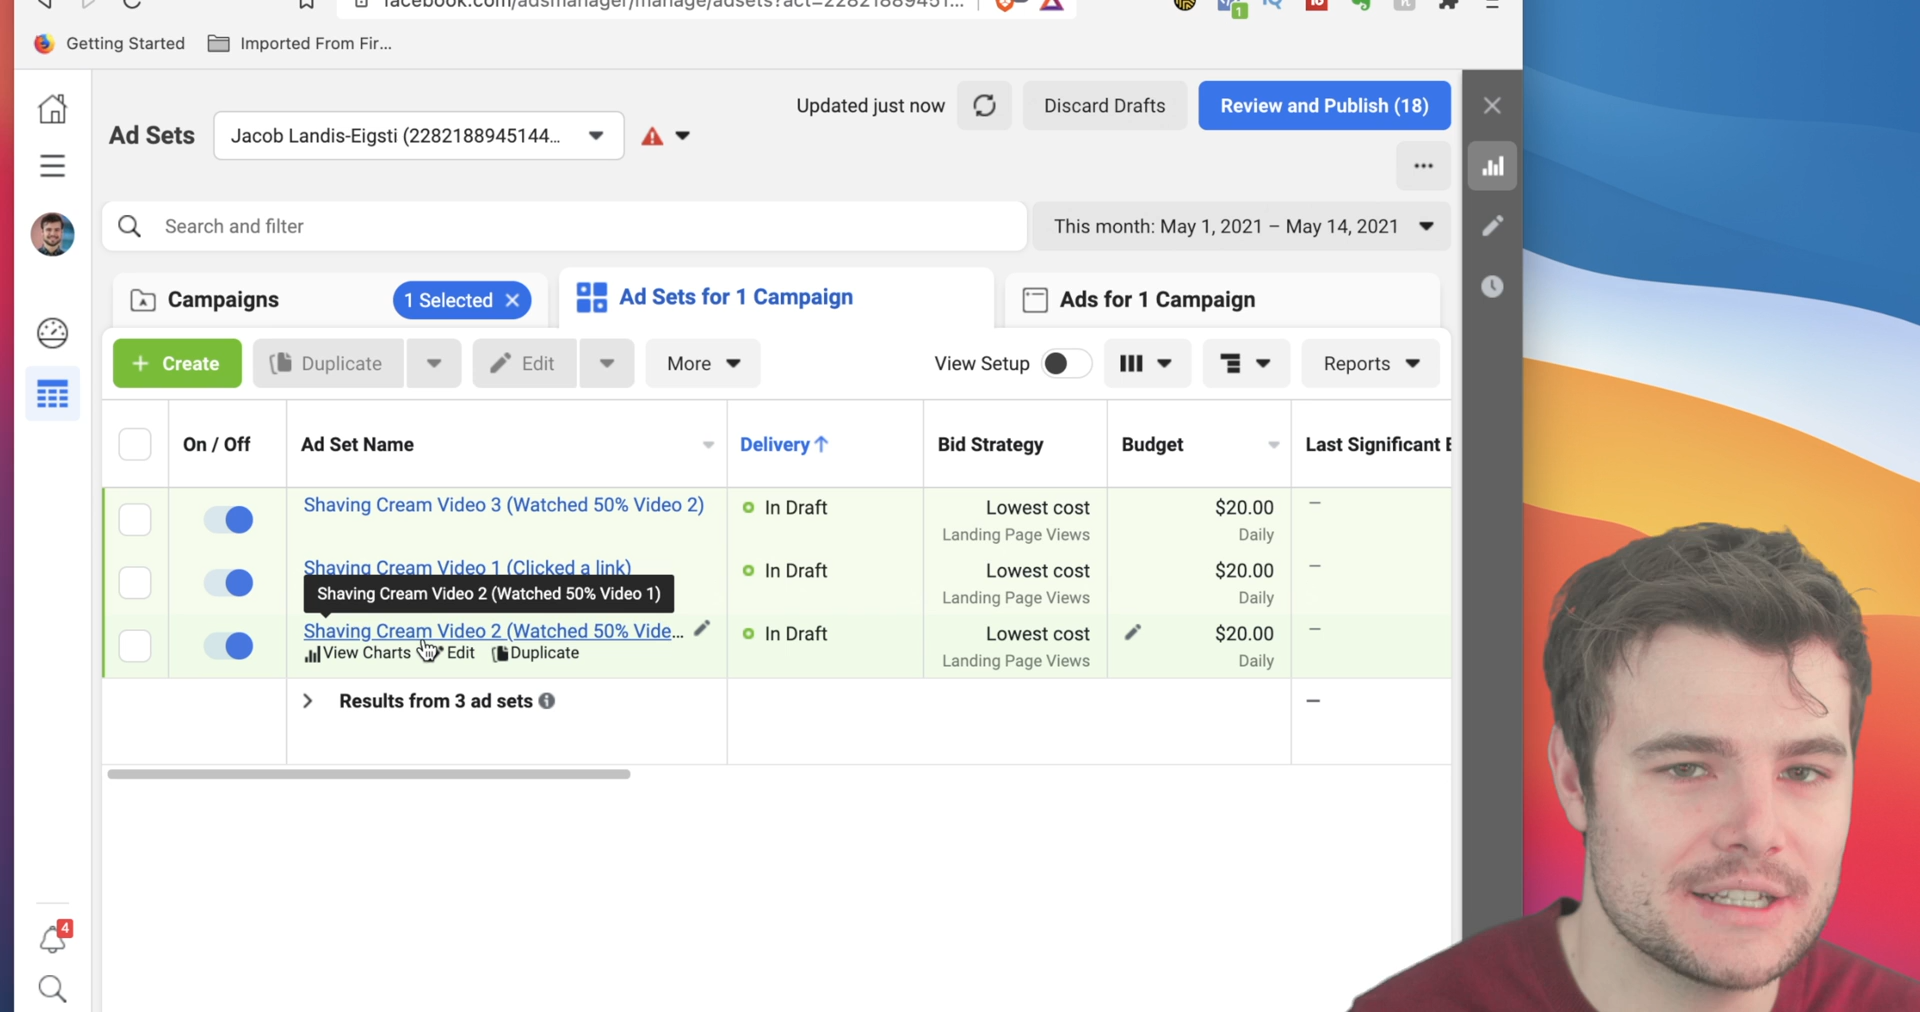 facebook.com/adsmanager/manage/adsets?act=22821889451...
1
Getting Started
Imported From Fir...
Updated just now
Discard Drafts
Review and Publish (18)
Ad Sets
Jacob Landis-Eigsti (2282188945144...
Search and filter
This month: May 1, 2021 – May 14, 2021
Campaigns
1 Selected
Ad Sets for 1 Campaign
Ads for 1 Campaign
+ Create
Duplicate
Edit
More
View Setup
Reports
On / Off
Ad Set Name
Delivery↑
Bid Strategy
Budget
Last Significant E
Shaving Cream Video 3 (Watched 50% Video 2)
In Draft
Lowest cost
Landing Page Views
$20.00
Daily
–
Shaving Cream Video 1 (Clicked a link)
In Draft
Lowest cost
Landing Page Views
$20.00
Daily
–
Shaving Cream Video 2 (Watched 50% Video 1)
Shaving Cream Video 2 (Watched 50% Vide...
View Charts
Edit
Duplicate
In Draft
Lowest cost
Landing Page Views
$20.00
Daily
–
Results from 3 ad sets
–
4